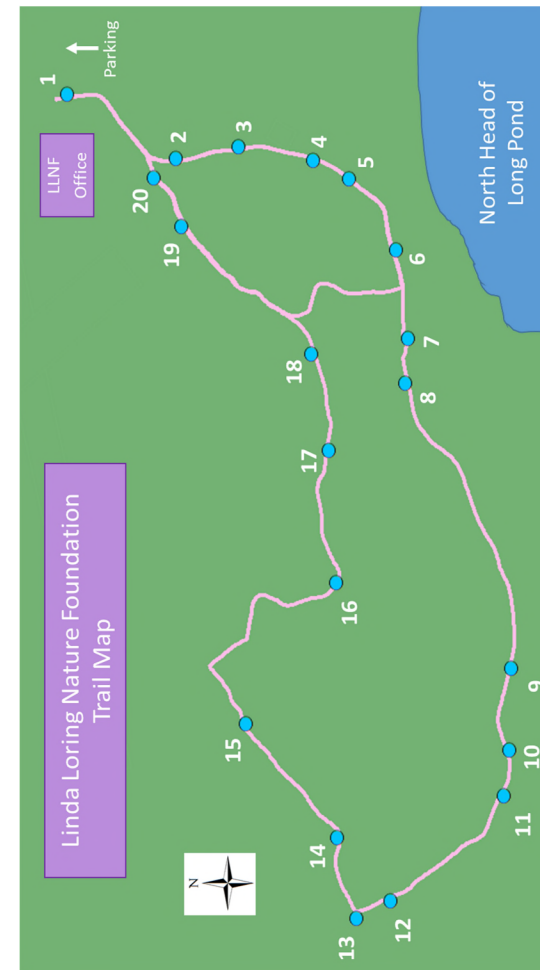 Linda Loring Nature Foundation
Trail Map
LLNF
Office
Parking
North Head of
Long Pond
N
1
2
3
4
5
6
7
8
9
10
11
12
13
14
15
16
17
18
19
20